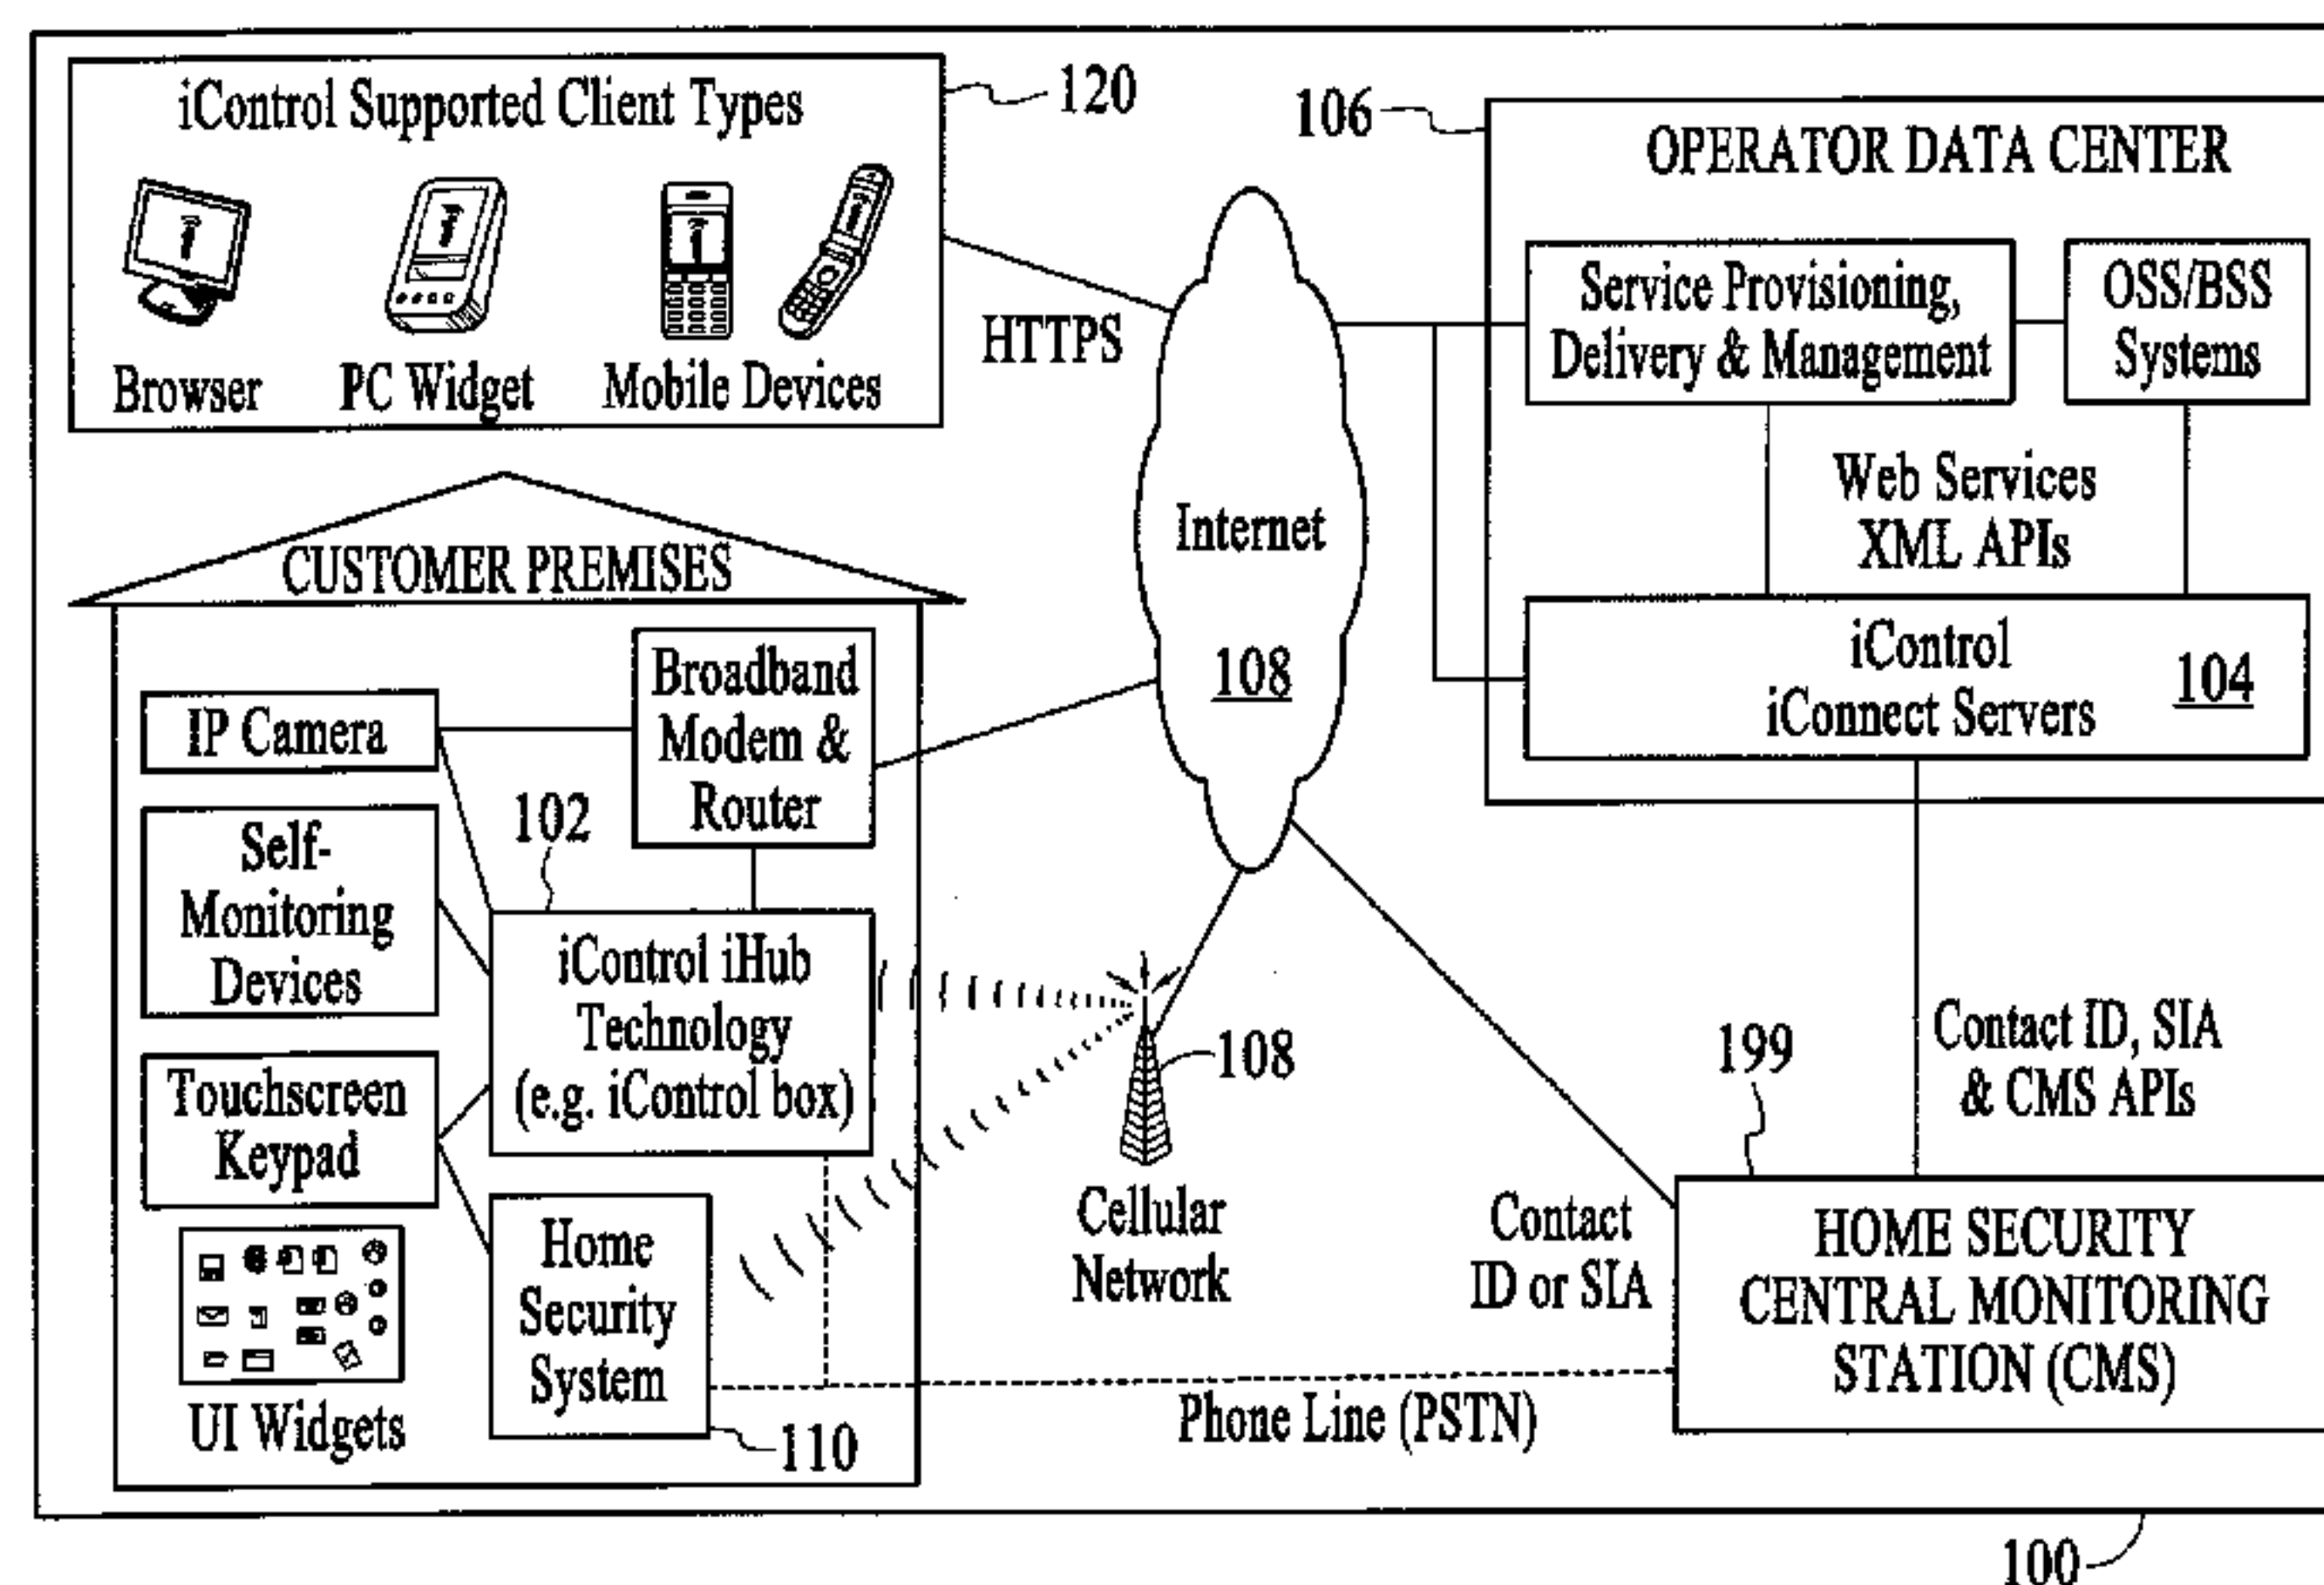 iControl Supported Client Types
120
Browser
PC Widget
Mobile Devices
HTTPS
106
OPERATOR DATA CENTER
Service Provisioning,
Delivery & Management
OSS/BSS
Systems
Web Services
XML APIs
iControl
iConnect Servers
104
Internet
108
CUSTOMER PREMISES
Broadband
Modem &
Router
IP Camera
102
Self-
Monitoring
Devices
iControl iHub
Technology
(e.g. iControl box)
Touchscreen
Keypad
Home
Security
System
UI Widgets
110
108
Cellular
Network
199
Contact ID, SIA
& CMS APIs
Contact
ID or SIA
HOME SECURITY
CENTRAL MONITORING
STATION (CMS)
Phone Line (PSTN)
100